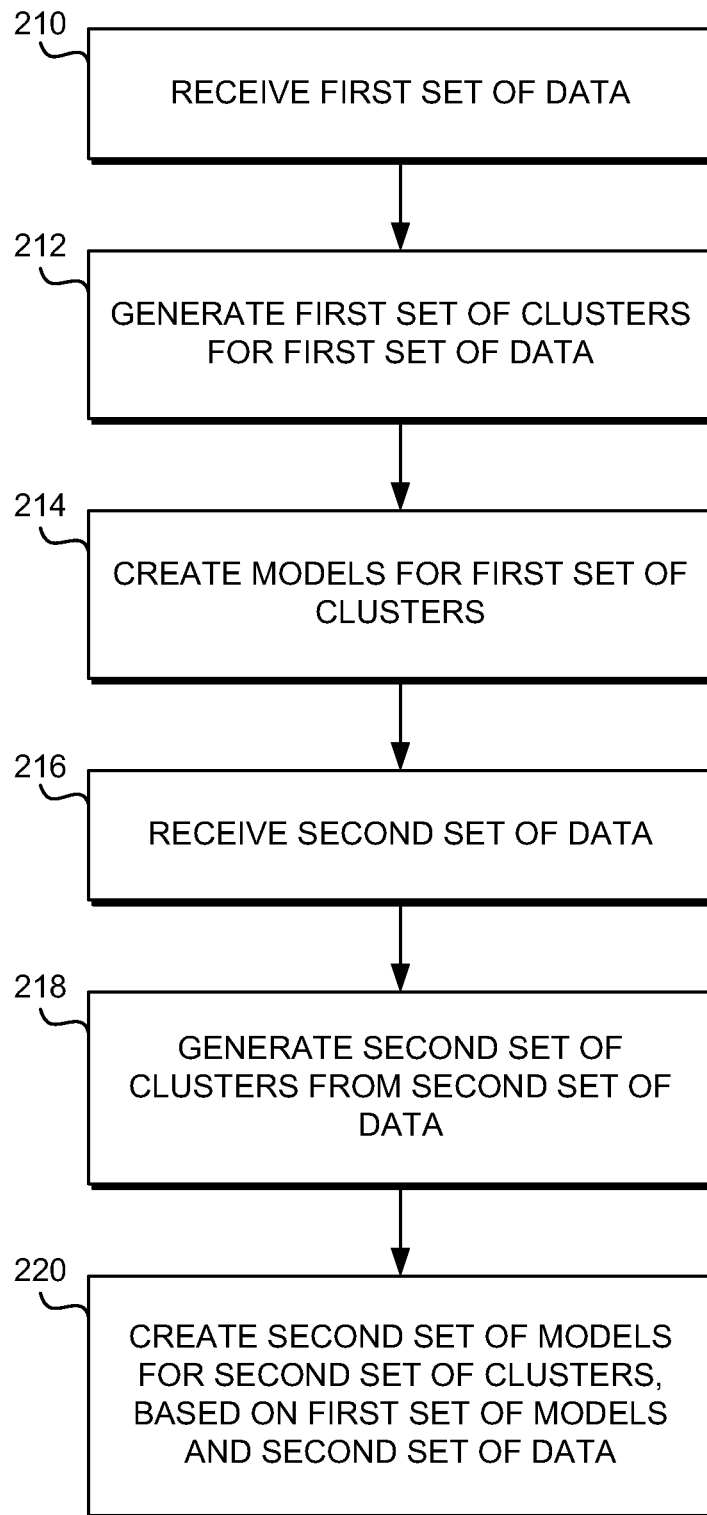 210
RECEIVE FIRST SET OF DATA
212
GENERATE FIRST SET OF CLUSTERS
FOR FIRST SET OF DATA
214
CREATE MODELS FOR FIRST SET OF
CLUSTERS
216
RECEIVE SECOND SET OF DATA
218
GENERATE SECOND SET OF
CLUSTERS FROM SECOND SET OF
DATA
220
CREATE SECOND SET OF MODELS
FOR SECOND SET OF CLUSTERS,
BASED ON FIRST SET OF MODELS
AND SECOND SET OF DATA